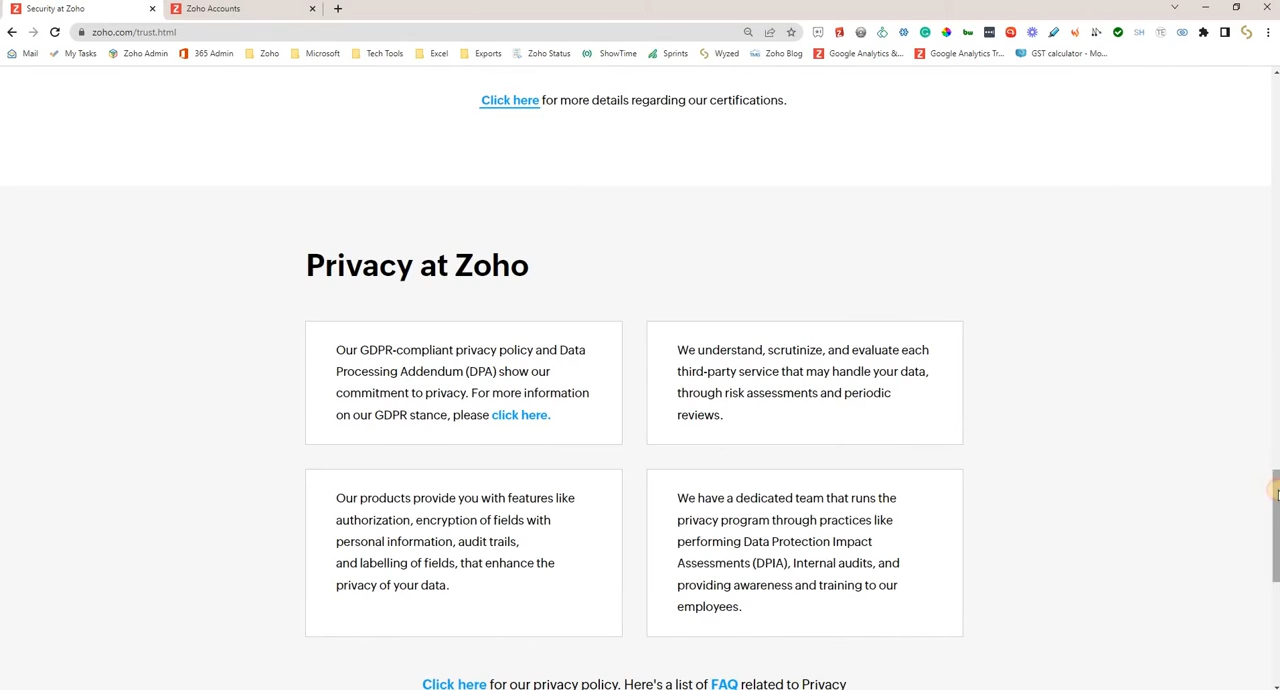 Security at Zoho
Zoho Accounts
zoho.com/trust.html
Mail My Tasks Zoho Admin 365 Admin Zoho Microsoft Tech Tools Excel Exports Zoho Status ShowTime Sprints Wyzed Zoho Blog Google Analytics &... Google Analytics Tr... GST calculator - Mo...
Click here for more details regarding our certifications.
Privacy at Zoho
Our GDPR-compliant privacy policy and Data
Processing Addendum (DPA) show our
commitment to privacy. For more information
on our GDPR stance, please click here.
We understand, scrutinize, and evaluate each
third-party service that may handle your data,
through risk assessments and periodic
reviews.
Our products provide you with features like
authorization, encryption of fields with
personal information, audit trails,
and labelling of fields, that enhance the
privacy of your data.
We have a dedicated team that runs the
privacy program through practices like
performing Data Protection Impact
Assessments (DPIA), Internal audits, and
providing awareness and training to our
employees.
Click here for our privacy policy. Here's a list of FAQ related to Privacy